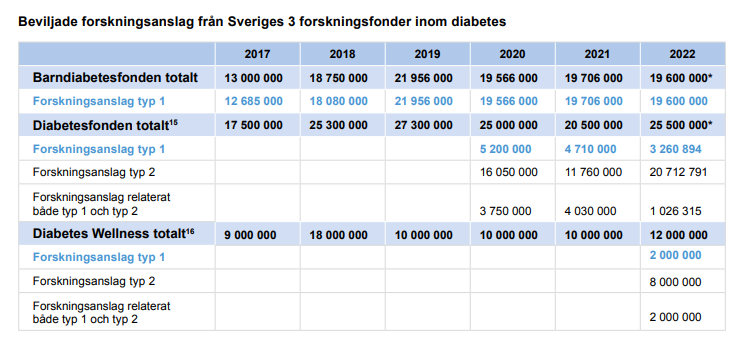 Beviljade forskningsanslag från Sveriges 3 forskningsfonder inom diabetes
2017 2018 2019 2020 2021 2022
Barndiabetesfonden totalt 13 000 000 18 750 000 21 956 000 19 566 000 19 706 000 19 600 000*
Forskningsanslag typ 1 12 685 000 18 080 000 21 956 000 19 566 000 19 706 000 19 600 000
Diabetesfonden totalt¹⁵ 17 500 000 25 300 000 27 300 000 25 000 000 20 500 000 25 500 000*
Forskningsanslag typ 1 5 200 000 4 710 000 3 260 894
Forskningsanslag typ 2 16 050 000 11 760 000 20 712 791
Forskningsanslag relaterat
både typ 1 och typ 2 3 750 000 4 030 000 1 026 315
Diabetes Wellness totalt¹⁶ 9 000 000 18 000 000 10 000 000 10 000 000 10 000 000 12 000 000
Forskningsanslag typ 1 2 000 000
Forskningsanslag typ 2 8 000 000
Forskningsanslag relaterat
både typ 1 och typ 2 2 000 000